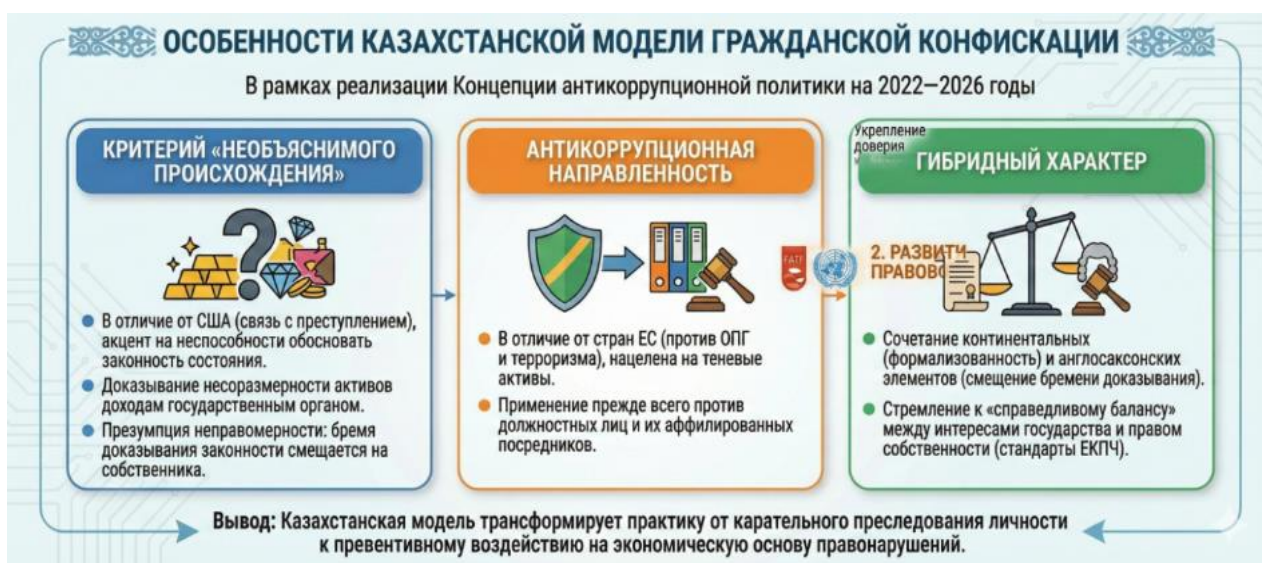 ОСОБЕННОСТИ КАЗАХСТАНСКОЙ МОДЕЛИ ГРАЖДАНСКОЙ КОНФИСКАЦИИ
В рамках реализации Концепции антикоррупционной политики на 2022—2026 годы
КРИТЕРИЙ «НЕОБЪЯСНИМОГО
ПРОИСХОЖДЕНИЯ»
В отличие от США (связь с преступлением),
акцент на неспособности обосновать
законность состояния.
Доказывание несоразмерности активов
доходам государственным органом.
Презумпция неправомерности: бремя
доказывания законности смещается на
собственника.
АНТИКОРРУПЦИОННАЯ
НАПРАВЛЕННОСТЬ
В отличие от стран ЕС (против ОПГ
и терроризма), нацелена на теневые
активы.
Применение прежде всего против
должностных лиц и их аффилированных
посредников.
Укрепление
доверия
ГИБРИДНЫЙ ХАРАКТЕР
FATF
2. РАЗВИТИ
ПРАВОВО
Сочетание континентальных
(формализованность) и англосаксонских
элементов (смещение бремени доказывания).
Стремление к «справедливому балансу»
между интересами государства и правом
собственности (стандарты ЕКПЧ).
Вывод: Казахстанская модель трансформирует практику от карательного преследования личности
к превентивному воздействию на экономическую основу правонарушений.